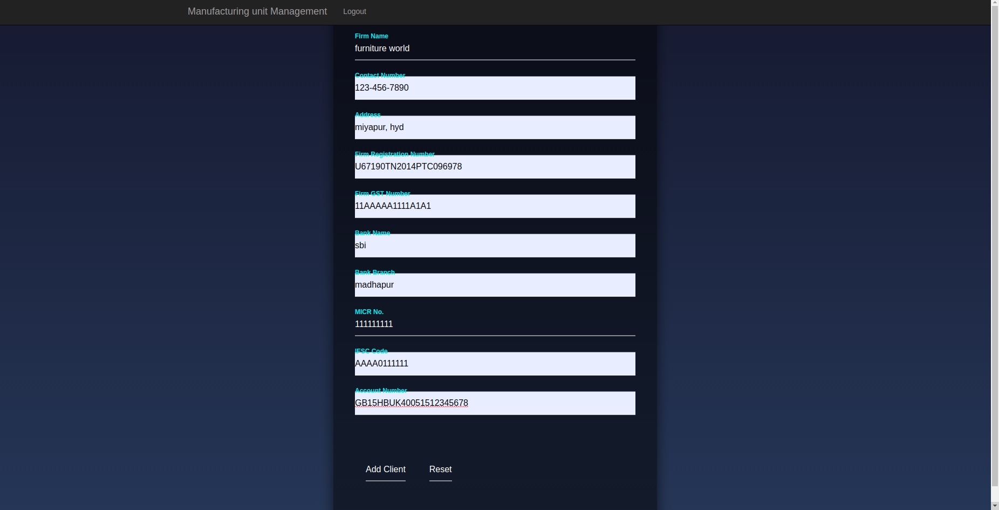 Manufacturing unit Management Logout
Firm Name
furniture world
Contact Number
123-456-7890
Address
miyapur, hyd
Firm Registration Number
U67190TN2014PTC096978
Firm GST Number
11AAAAA1111A1A1
Bank Name
sbi
Bank Branch
madhapur
MICR No.
111111111
IFSC Code
AAAA0111111
Account Number
GB15HBUK40051512345678
Add Client Reset